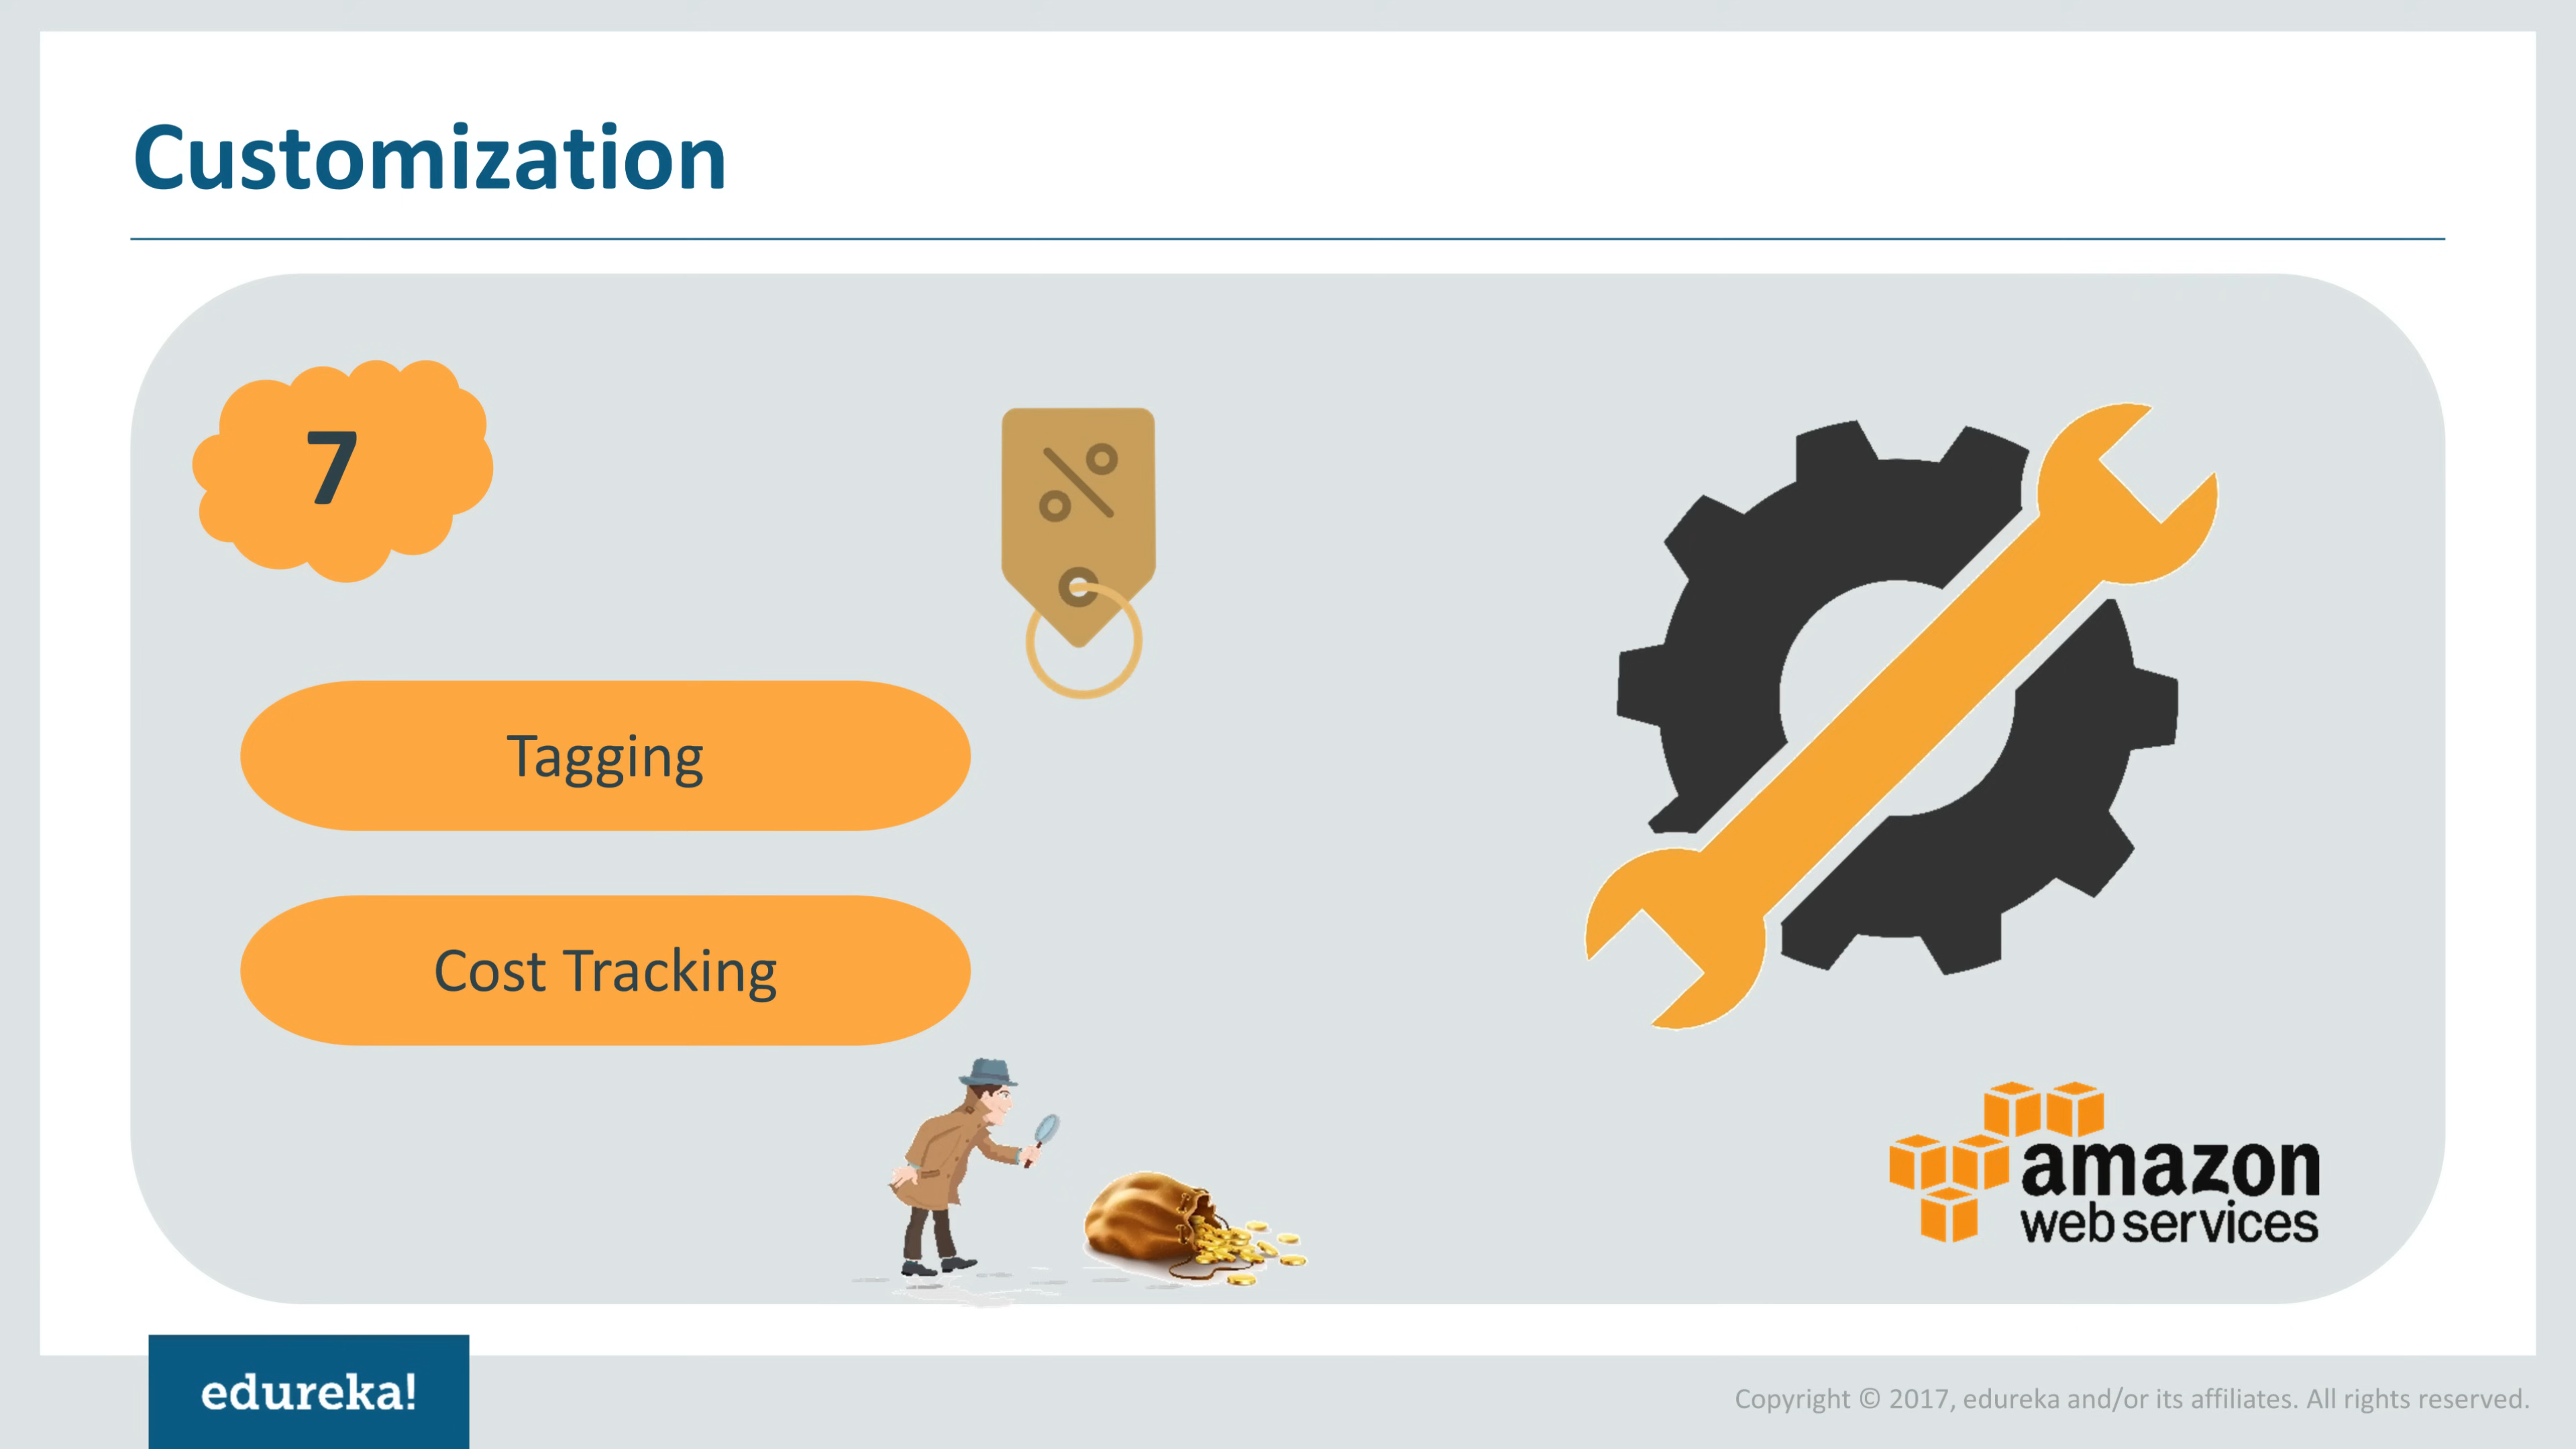 Customization
7
%
Tagging
Cost Tracking
amazon
web services
edureka!
Copyright © 2017, edureka and/or its affiliates. All rights reserved.